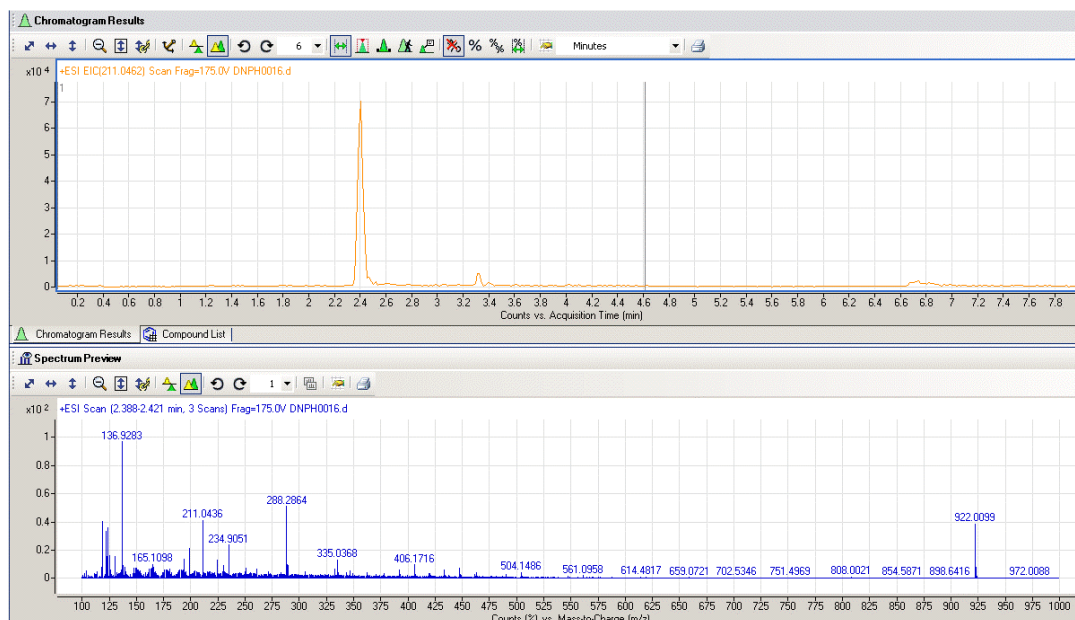 Chromatogram Results
6 % Minutes
x10 4
+ESI EIC(211.0462) Scan Frag=175.0V DNPH0016.d
1
7
6
5
4
3
2
1
0
0.2 0.4 0.6 0.8 1 1.2 1.4 1.6 1.8 2 2.2 2.4 2.6 2.8 3 3.2 3.4 3.6 3.8 4 4.2 4.4 4.6 4.8 5 5.2 5.4 5.6 5.8 6 6.2 6.4 6.6 6.8 7 7.2 7.4 7.6 7.8
Counts vs. Acquisition Time (min)
Chromatogram Results Compound List
Spectrum Preview
1
x10 2
+ESI Scan (2.388-2.421 min, 3 Scans) Frag=175.0V DNPH0016.d
1
0.8
0.6
0.4
0.2
0
136.9283
288.2864
211.0436
922.0099
234.9051
165.1098
335.0368
406.1716
504.1486
561.0958
614.4817
659.0721
702.5346
751.4969
808.0021
854.5871
898.6416
972.0088
100 125 150 175 200 225 250 275 300 325 350 375 400 425 450 475 500 525 550 575 600 625 650 675 700 725 750 775 800 825 850 875 900 925 950 975 1000
Counts (%) vs. Mass-to-Charge (m/z)